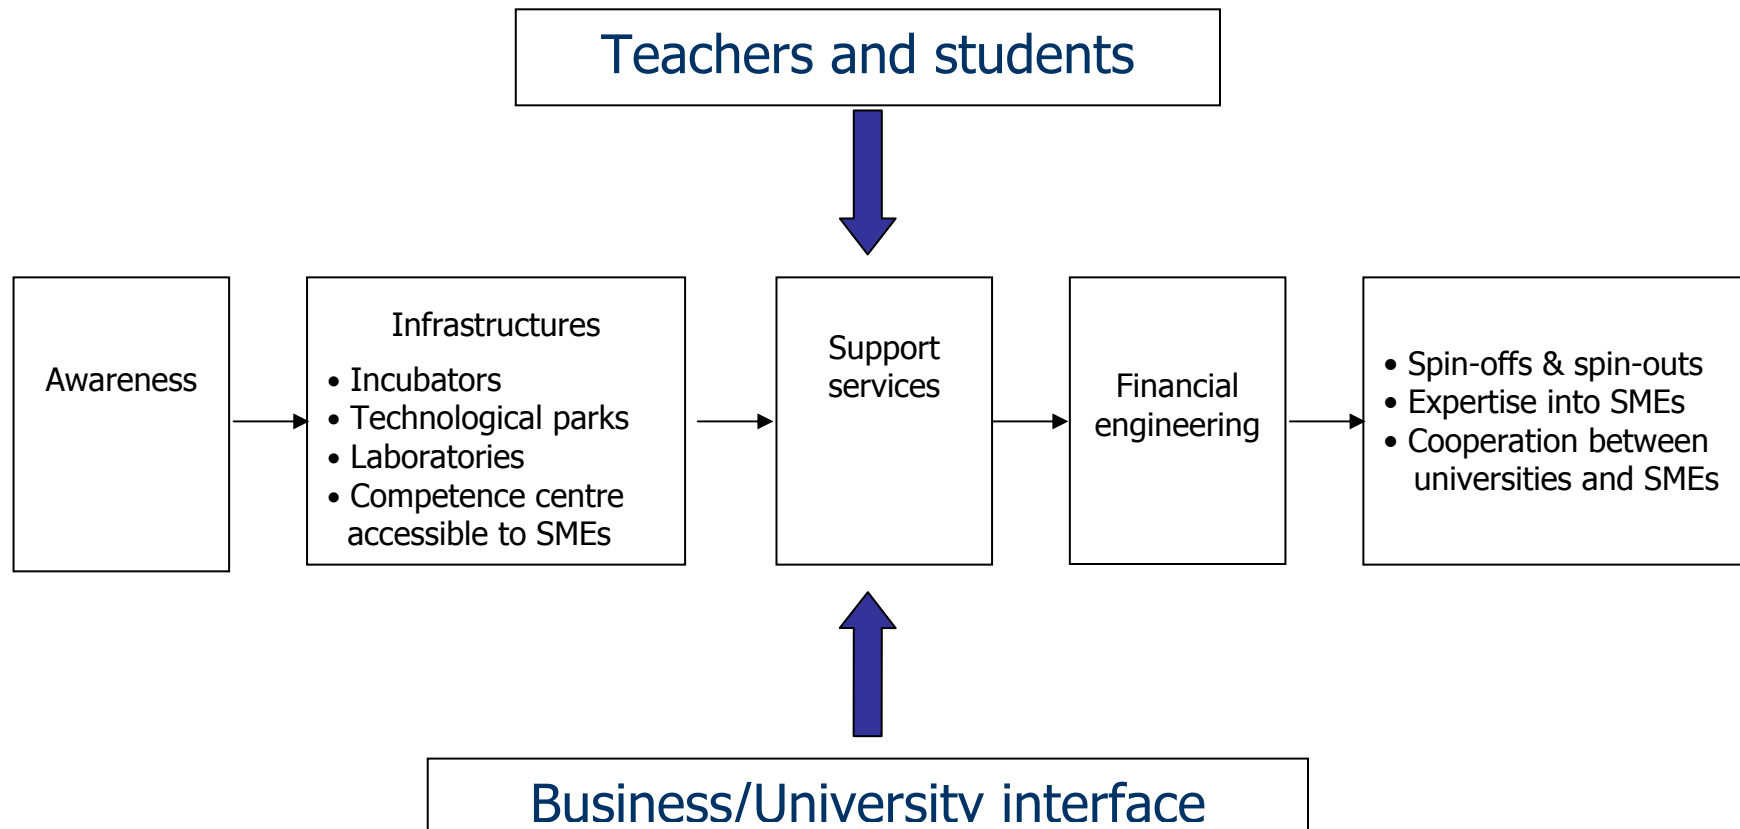 Teachers and students
Awareness
Infrastructures
• Incubators
• Technological parks
• Laboratories
• Competence centre
accessible to SMEs
Support
services
Financial
engineering
• Spin-offs & spin-outs
• Expertise into SMEs
• Cooperation between
universities and SMEs
Business/University interface